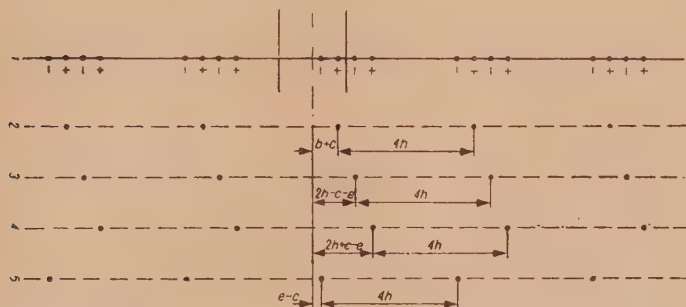 1
| + | + | + | + | + | + | + | + | + | +
2
b+c 4h
3
2h-c-e 4h
4
2h+c-e 4h
5
e-c 4h